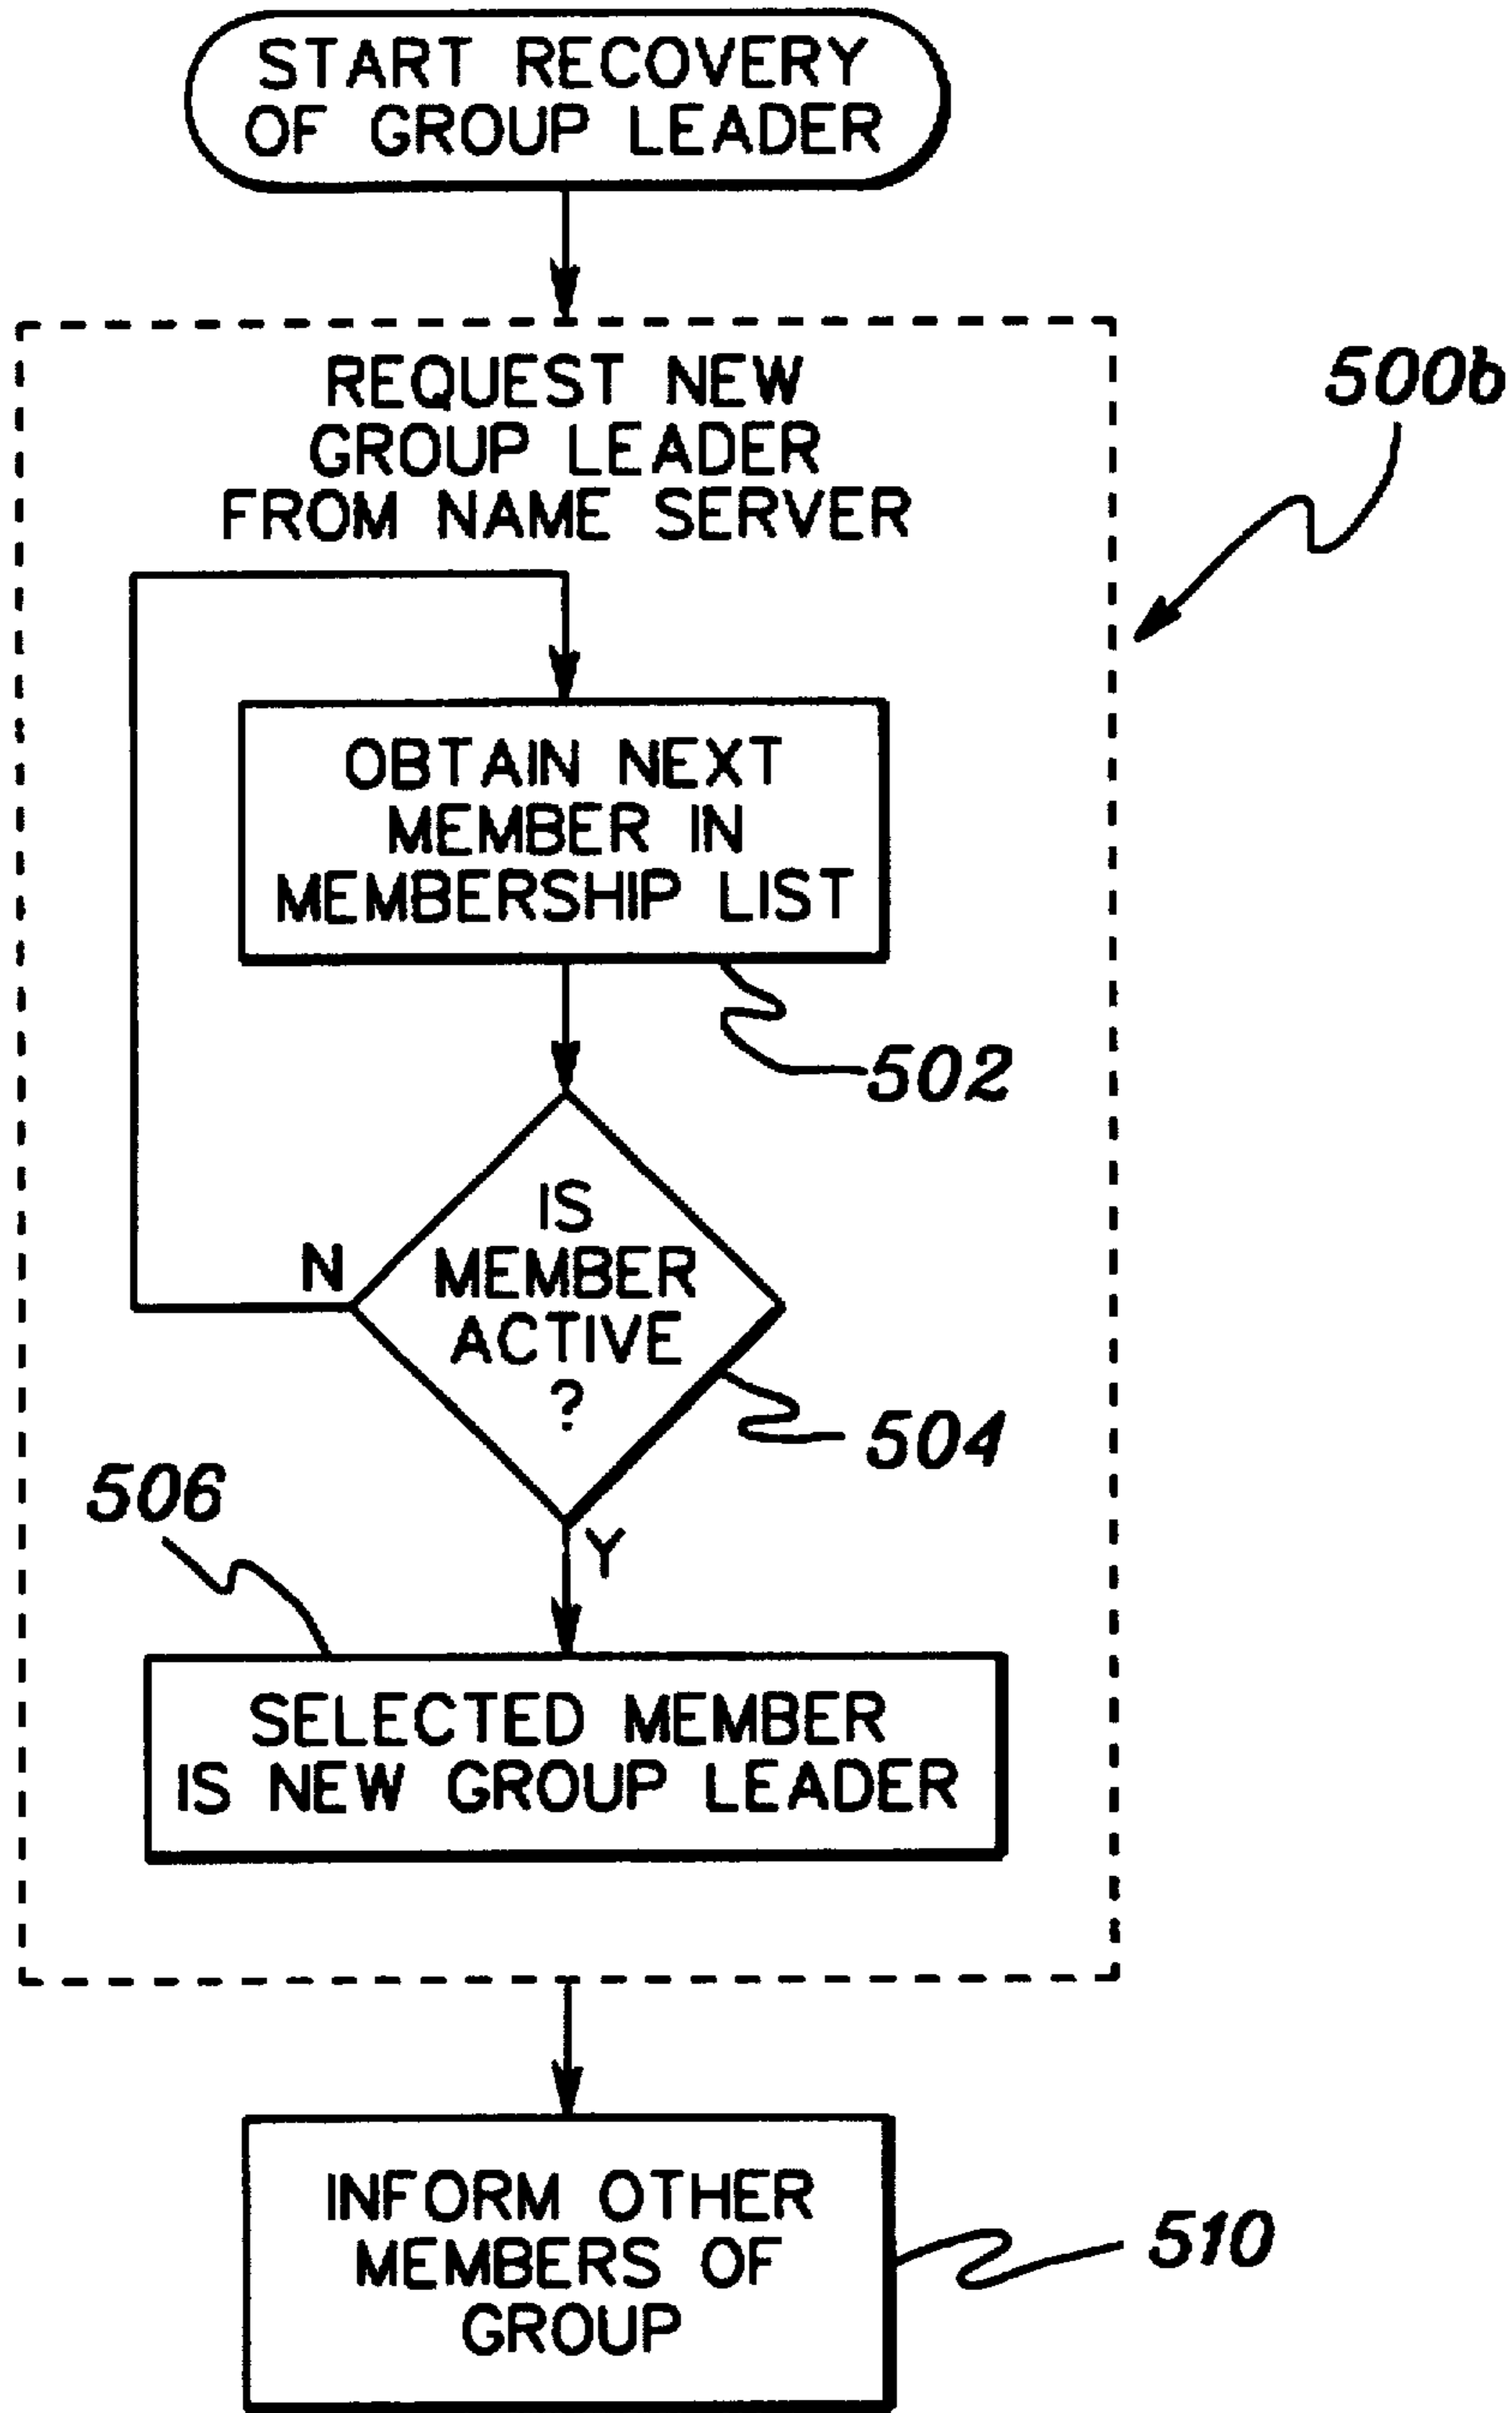 START RECOVERY
OF GROUP LEADER
REQUEST NEW
GROUP LEADER
FROM NAME SERVER
500b
OBTAIN NEXT
MEMBER IN
MEMBERSHIP LIST
502
IS
MEMBER
ACTIVE
?
N
504
506
Y
SELECTED MEMBER
IS NEW GROUP LEADER
INFORM OTHER
MEMBERS OF
GROUP
510